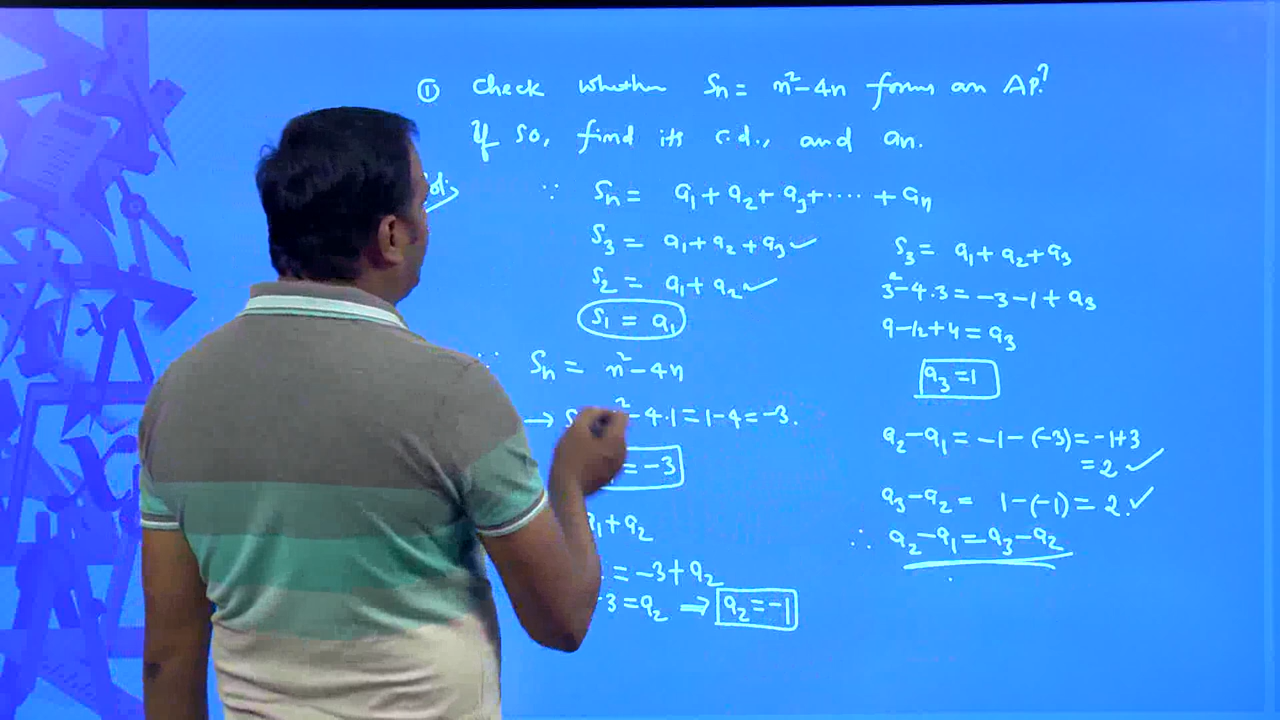 ① Check whether Sn = n² - 4n forms an AP?
If so, find its c.d., and an.
∵ Sn = a₁ + a₂ + a₃ + ..... + an
S₃ = a₁ + a₂ + a₃ ✓
S₂ = a₁ + a₂ ✓
S₁ = a₁
∵ Sn = n² - 4n
→ ² - 4·1 = 1 - 4 = -3.
= -3
a₁ + a₂
= -3 + a₂
-3 = a₂ → a₂ = -1
S₃ = a₁ + a₂ + a₃
3² - 4·3 = -3 - 1 + a₃
9 - 12 + 4 = a₃
a₃ = 1
a₂ - a₁ = -1 - (-3) = -1 + 3
= 2 ✓
a₃ - a₂ = 1 - (-1) = 2. ✓
∴ a₂ - a₁ = a₃ - a₂